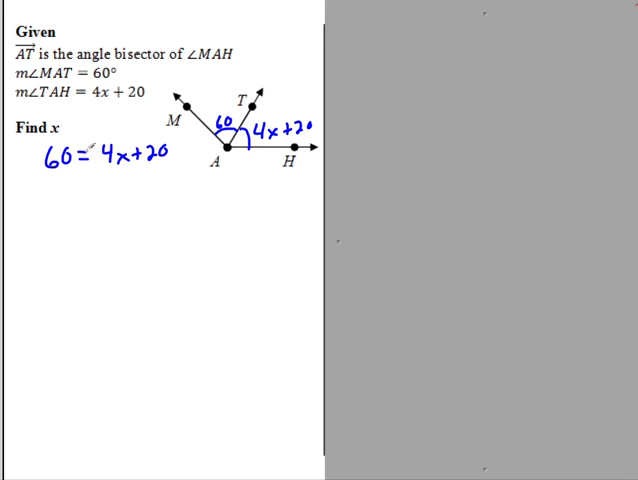 Given
AT is the angle bisector of ∠MAH
m∠MAT = 60°
m∠TAH = 4x + 20
T
60
4x+20
M
Find x
60 = 4x+20
A
H